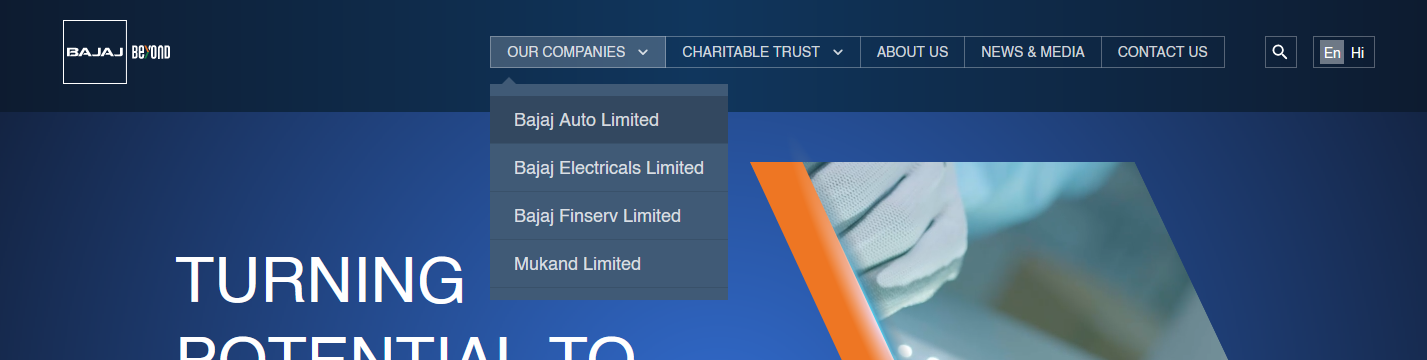 BAJAJ Beyond
OUR COMPANIES
CHARITABLE TRUST
ABOUT US
NEWS & MEDIA
CONTACT US
En Hi
Bajaj Auto Limited
Bajaj Electricals Limited
Bajaj Finserv Limited
Mukand Limited
TURNING
POTENTIAL TO